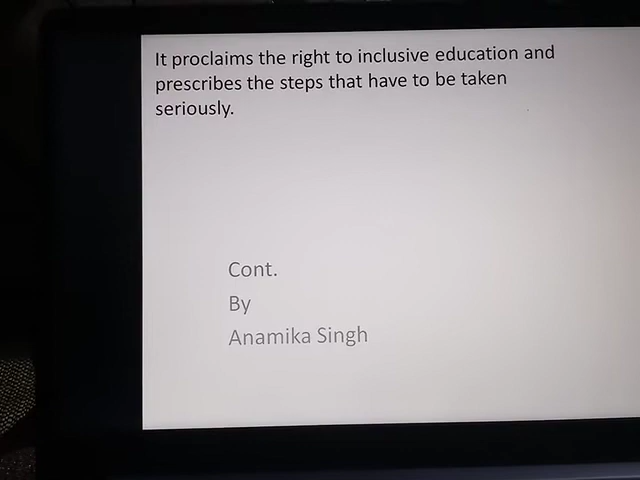 It proclaims the right to inclusive education and
prescribes the steps that have to be taken
seriously.
Cont.
By
Anamika Singh